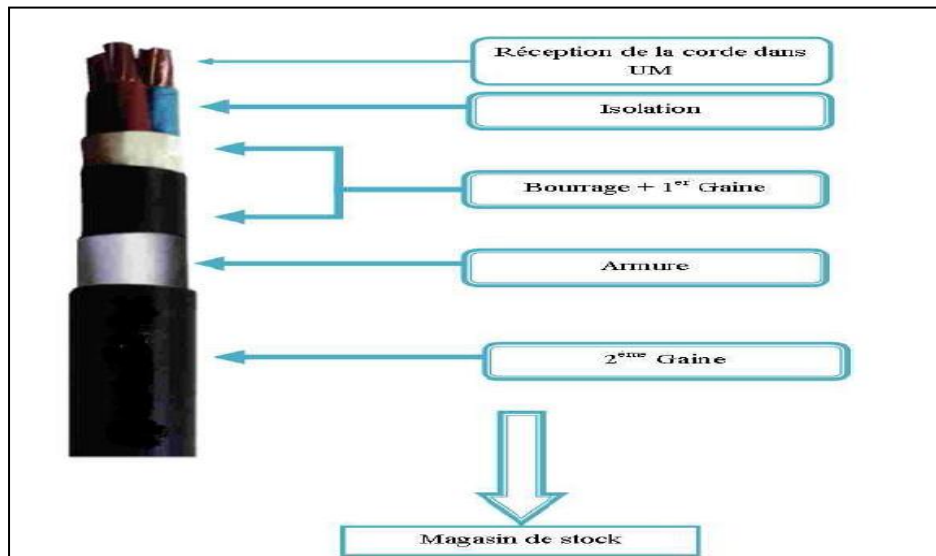 Réception de la corde dans
UM
Isolation
Bourrage + 1er Gaine
Armure
2ème Gaine
Magasin de stock